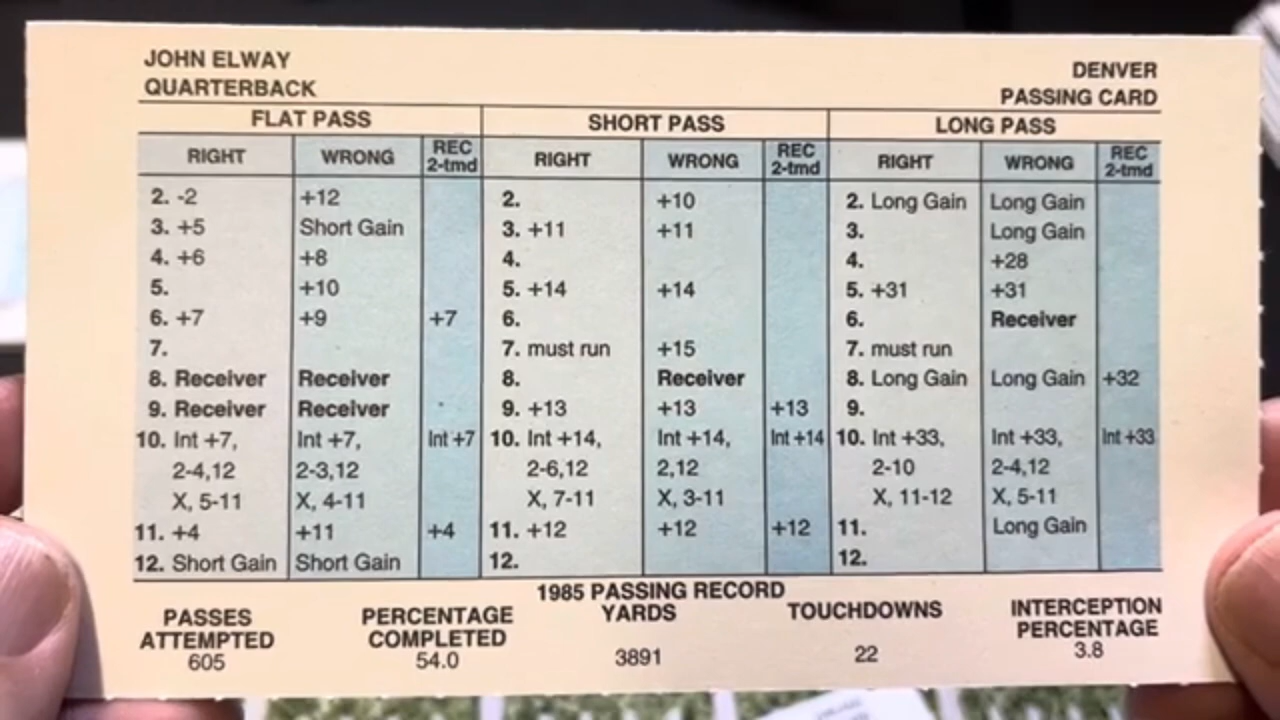 JOHN ELWAY
QUARTERBACK
DENVER
PASSING CARD
FLAT PASS SHORT PASS LONG PASS
RIGHT WRONG REC 2-tmd RIGHT WRONG REC 2-tmd RIGHT WRONG REC 2-tmd
2. -2 +12 2. +10 2. Long Gain Long Gain
3. +5 Short Gain 3. +11 +11 3. Long Gain
4. +6 +8 4. 4. +28
5. +10 5. +14 +14 5. +31 +31
6. +7 +9 +7 6. 6. Receiver
7. 7. must run +15 7. must run
8. Receiver Receiver 8. Receiver 8. Long Gain Long Gain +32
9. Receiver Receiver 9. +13 +13 +13 9.
10. Int +7, Int +7, Int +7 10. Int +14, Int +14, Int +14 10. Int +33, Int +33, Int +33
2-4,12 2-3,12 2-6,12 2,12 2-10 2-4,12
X, 5-11 X, 4-11 X, 7-11 X, 3-11 X, 11-12 X, 5-11
11. +4 +11 +4 11. +12 +12 +12 11. Long Gain
12. Short Gain Short Gain 12. 12.
1985 PASSING RECORD
PASSES ATTEMPTED PERCENTAGE COMPLETED YARDS TOUCHDOWNS INTERCEPTION PERCENTAGE
605 54.0 3891 22 3.8